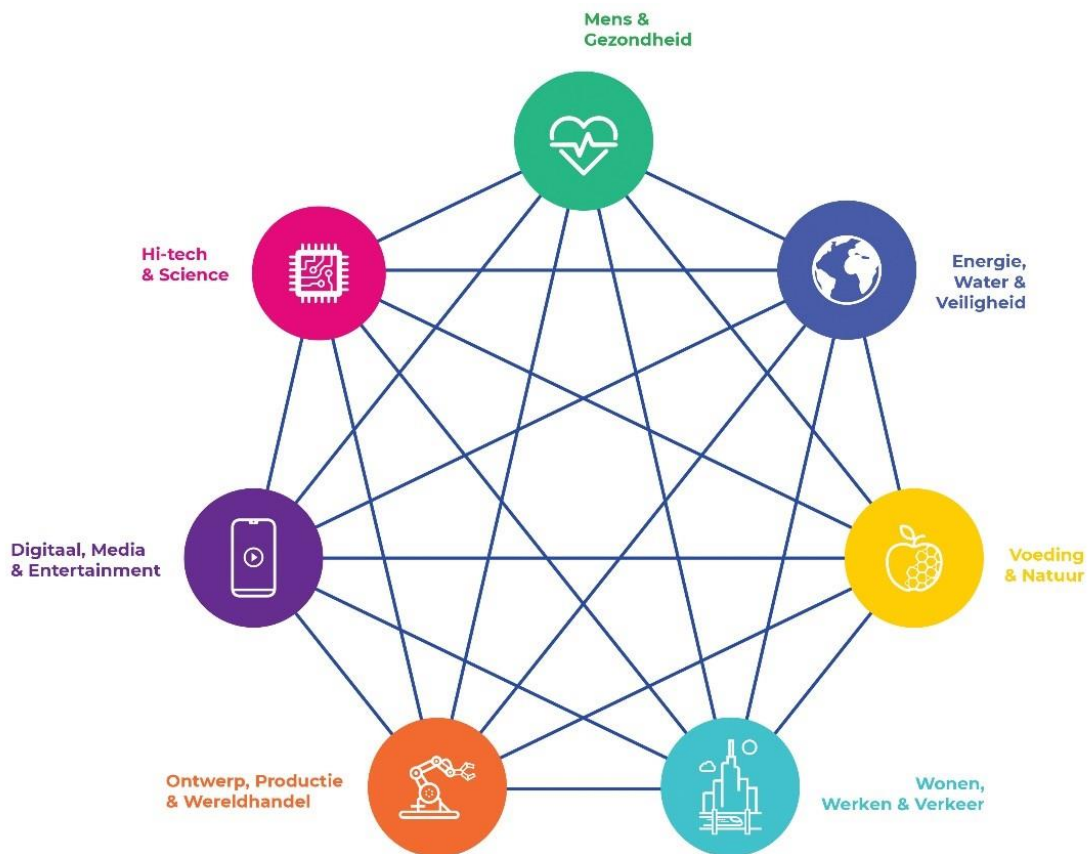 Mens &
Gezondheid
Hi-tech
& Science
Energie,
Water &
Veiligheid
Digitaal, Media
& Entertainment
Voeding
& Natuur
Ontwerp, Productie
& Wereldhandel
Wonen,
Werken & Verkeer